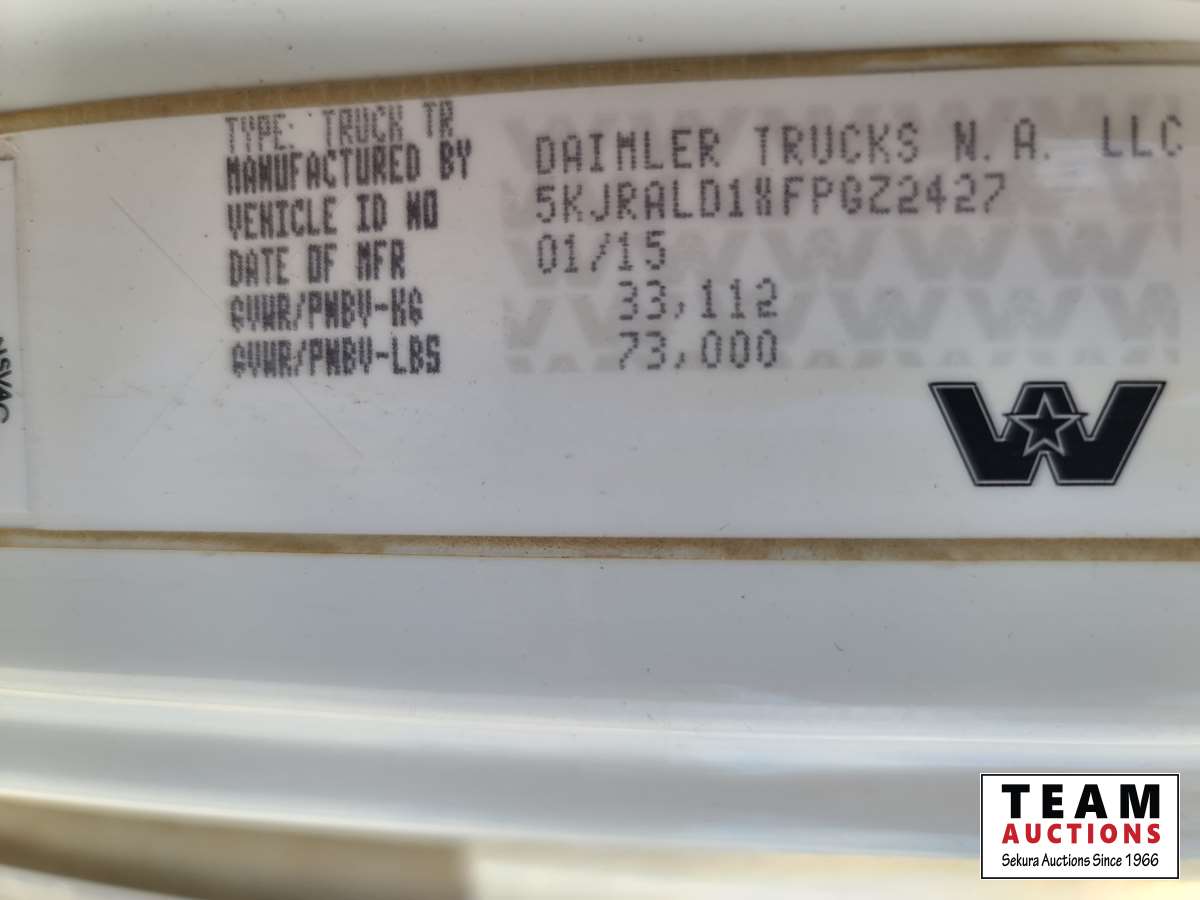 TYPE: TRUCK TR
MANUFACTURED BY DAIMLER TRUCKS N.A. LLC
VEHICLE ID NO 5KJRALD1XFPGZ2427
DATE OF MFR 01/15
GVWR/PNBV-KG 33,112
GVWR/PNBV-LBS 73,000
TEAM
AUCTIONS
Sekura Auctions Since 1966